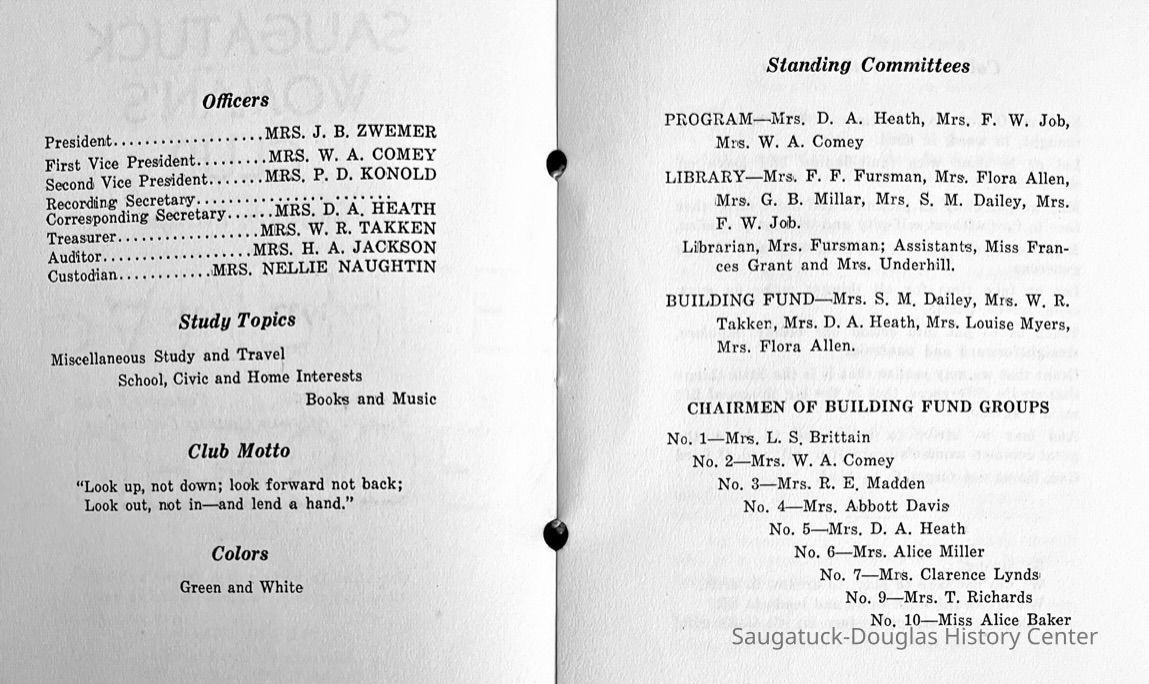 Officers
President..................MRS. J. B. ZWEMER
First Vice President.........MRS. W. A. COMEY
Second Vice President.......MRS. P. D. KONOLD
Recording Secretary.......................
Corresponding Secretary......MRS. D. A. HEATH
Treasurer.................MRS. W. R. TAKKEN
Auditor..................MRS. H. A. JACKSON
Custodian...........MRS. NELLIE NAUGHTIN
Study Topics
Miscellaneous Study and Travel
School, Civic and Home Interests
Books and Music
Club Motto
"Look up, not down; look forward not back;
Look out, not in—and lend a hand."
Colors
Green and White
Standing Committees
PROGRAM—Mrs. D. A. Heath, Mrs. F. W. Job,
Mrs. W. A. Comey
LIBRARY—Mrs. F. F. Fursman, Mrs. Flora Allen,
Mrs. G. B. Millar, Mrs. S. M. Dailey, Mrs.
F. W. Job.
Librarian, Mrs. Fursman; Assistants, Miss Fran-
ces Grant and Mrs. Underhill.
BUILDING FUND—Mrs. S. M. Dailey, Mrs. W. R.
Takken, Mrs. D. A. Heath, Mrs. Louise Myers,
Mrs. Flora Allen.
CHAIRMEN OF BUILDING FUND GROUPS
No. 1—Mrs. L. S. Brittain
No. 2—Mrs. W. A. Comey
No. 3—Mrs. R. E. Madden
No. 4—Mrs. Abbott Davis
No. 5—Mrs. D. A. Heath
No. 6—Mrs. Alice Miller
No. 7—Mrs. Clarence Lynds
No. 9—Mrs. T. Richards
No. 10—Miss Alice Baker
Saugatuck-Douglas History Center